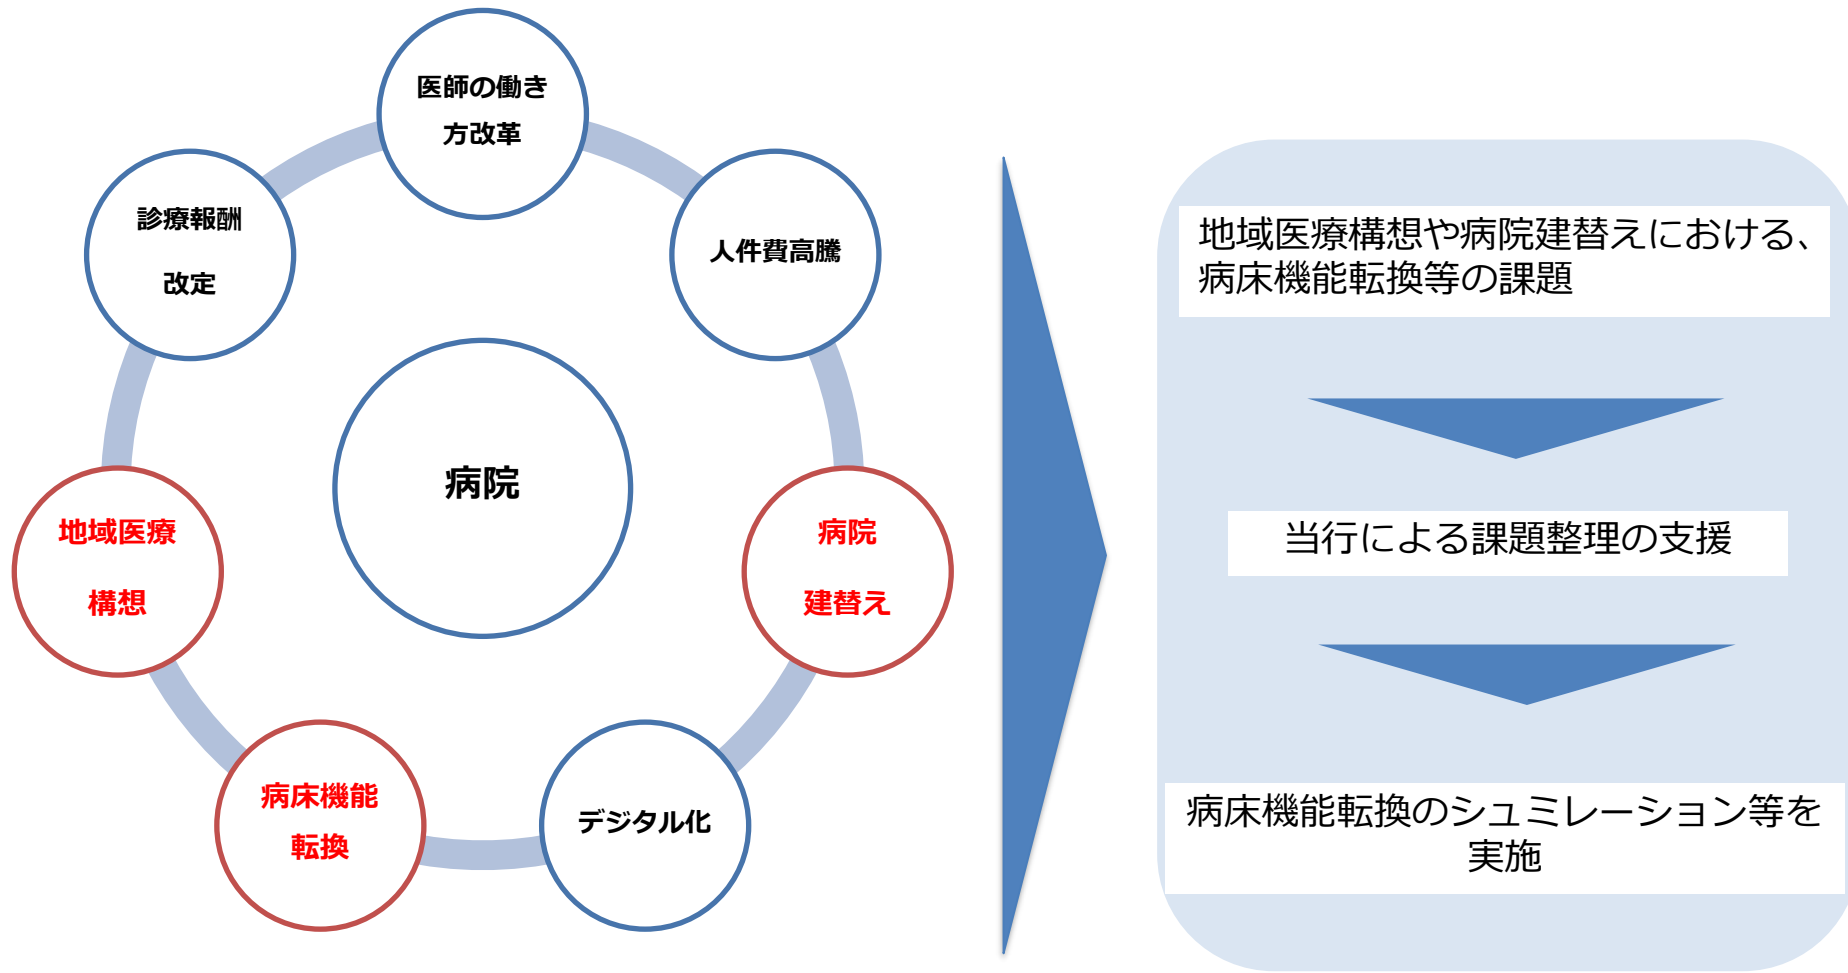 医師の働き
方改革
診療報酬
改定
人件費高騰
病院
地域医療
構想
病院
建替え
病床機能
転換
デジタル化
地域医療構想や病院建替えにおける、
病床機能転換等の課題
当行による課題整理の支援
病床機能転換のシュミレーション等を
実施